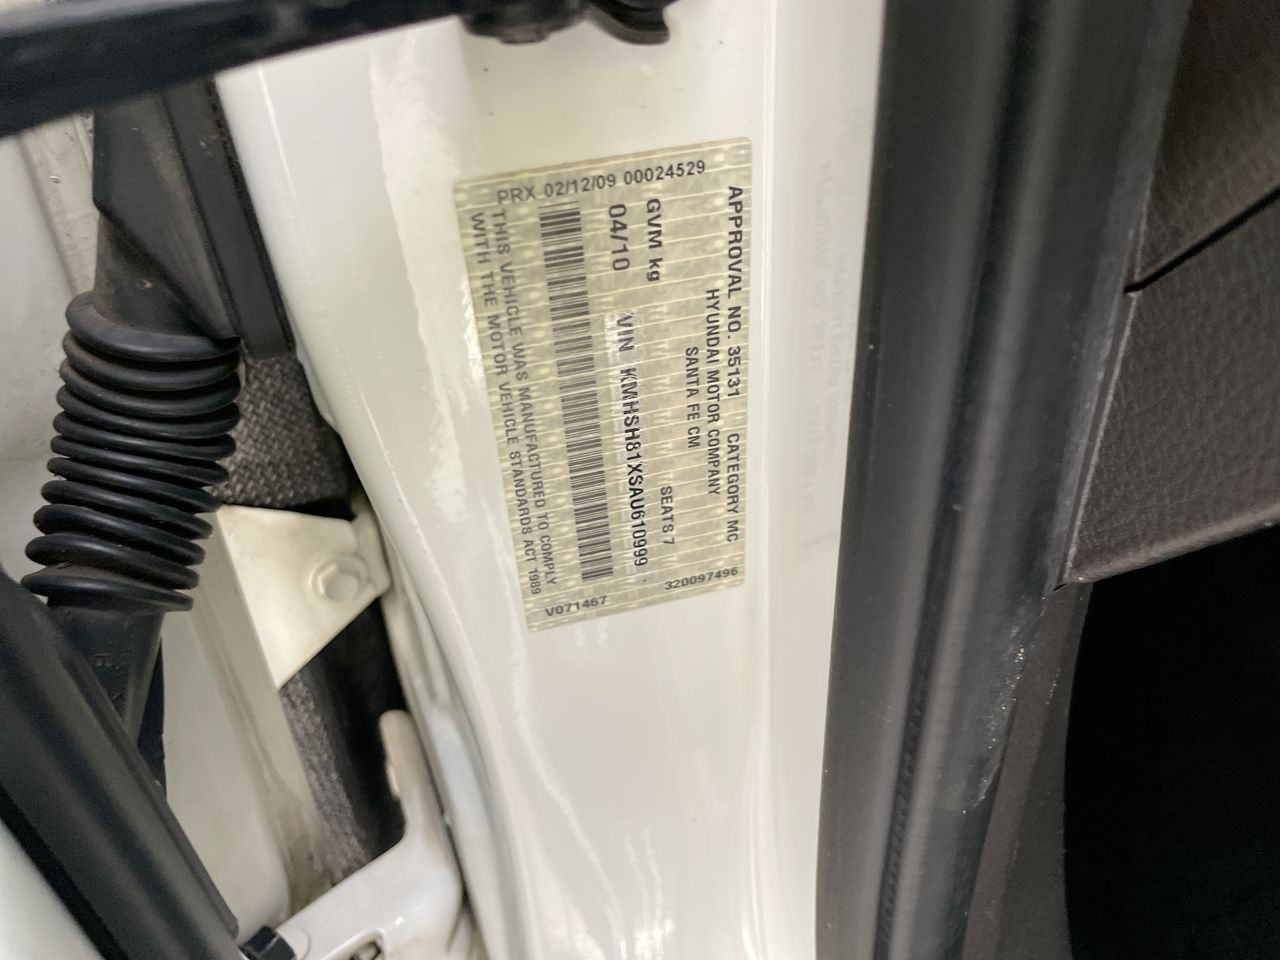 APPROVAL NO. 35131 CATEGORY MC
HYUNDAI MOTOR COMPANY
SANTA FE CM
GVM kg SEATS 7
04/10 VIN KMHSH81XSAU610999
THIS VEHICLE WAS MANUFACTURED TO COMPLY
WITH THE MOTOR VEHICLE STANDARDS ACT 1989
PRX 02/12/09 00024529
320097496
V071467